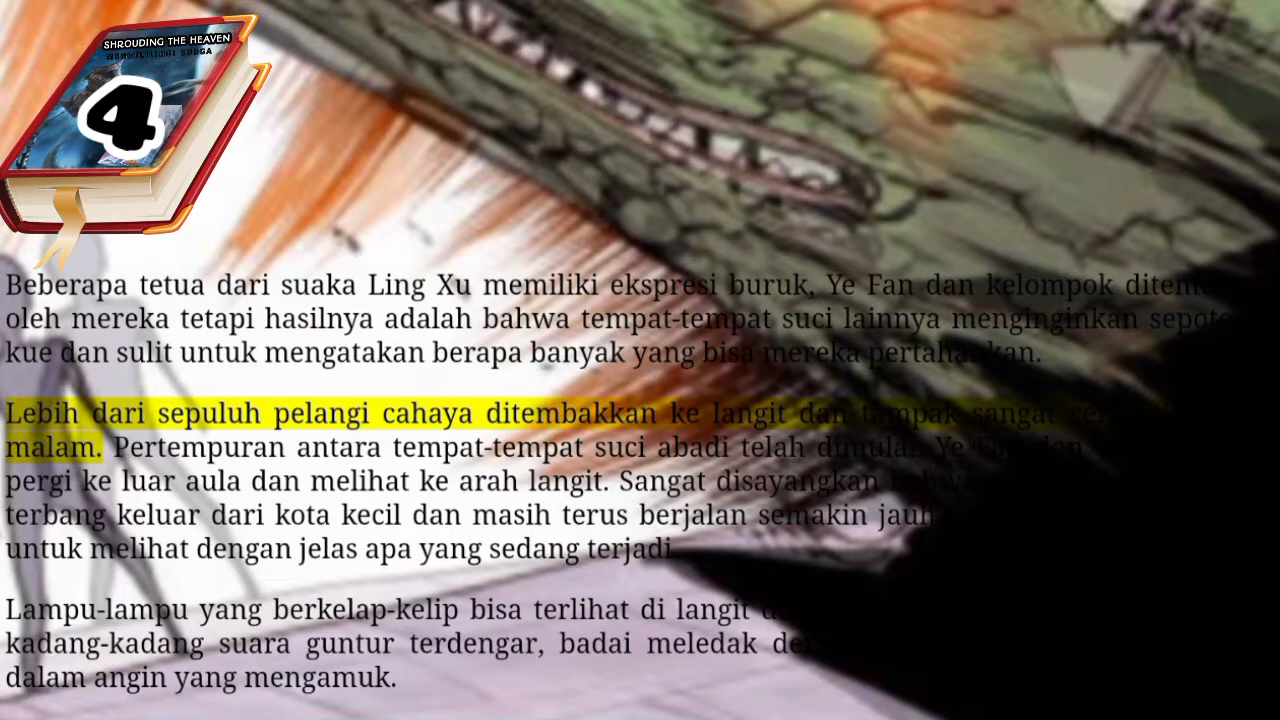 SHROUDING THE HEAVEN
4
Beberapa tetua dari suaka Ling Xu memiliki ekspresi buruk, Ye Fan dan kelompok
oleh mereka tetapi hasilnya adalah bahwa tempat-tempat suci lainnya menginginkan
kue dan sulit untuk mengatakan berapa banyak yang bisa mereka pertahankan.
Lebih dari sepuluh pelangi cahaya ditembakkan ke langit dan tampak sangat
malam. Pertempuran antara tempat-tempat suci abadi telah dimulai Ye Fan dan
pergi ke luar aula dan melihat ke arah langit. Sangat disayangkan bahwa
terbang keluar dari kota kecil dan masih terus berjalan semakin jauh
untuk melihat dengan jelas apa yang sedang terjadi
Lampu-lampu yang berkelap-kelip bisa terlihat di langit
kadang-kadang suara guntur terdengar, badai meledak
dalam angin yang mengamuk.